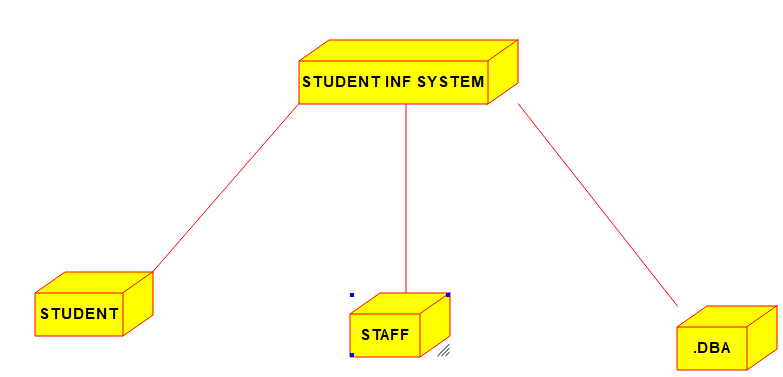 STUDENT INF SYSTEM
STUDENT
STAFF
.DBA